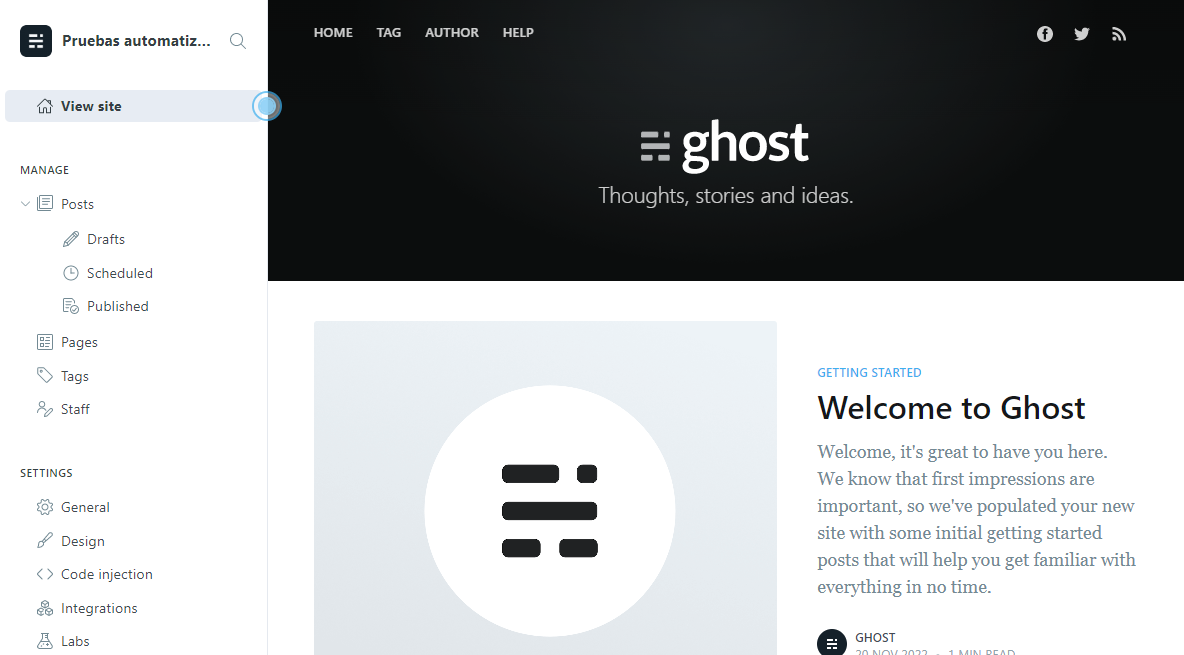 Pruebas automatiz...
View site
MANAGE
Posts
Drafts
Scheduled
Published
Pages
Tags
Staff
SETTINGS
General
Design
Code injection
Integrations
Labs
HOME TAG AUTHOR HELP
ghost
Thoughts, stories and ideas.
GETTING STARTED
Welcome to Ghost
Welcome, it's great to have you here.
We know that first impressions are
important, so we've populated your new
site with some initial getting started
posts that will help you get familiar with
everything in no time.
GHOST
20 NOV 2022 • 1 MIN READ